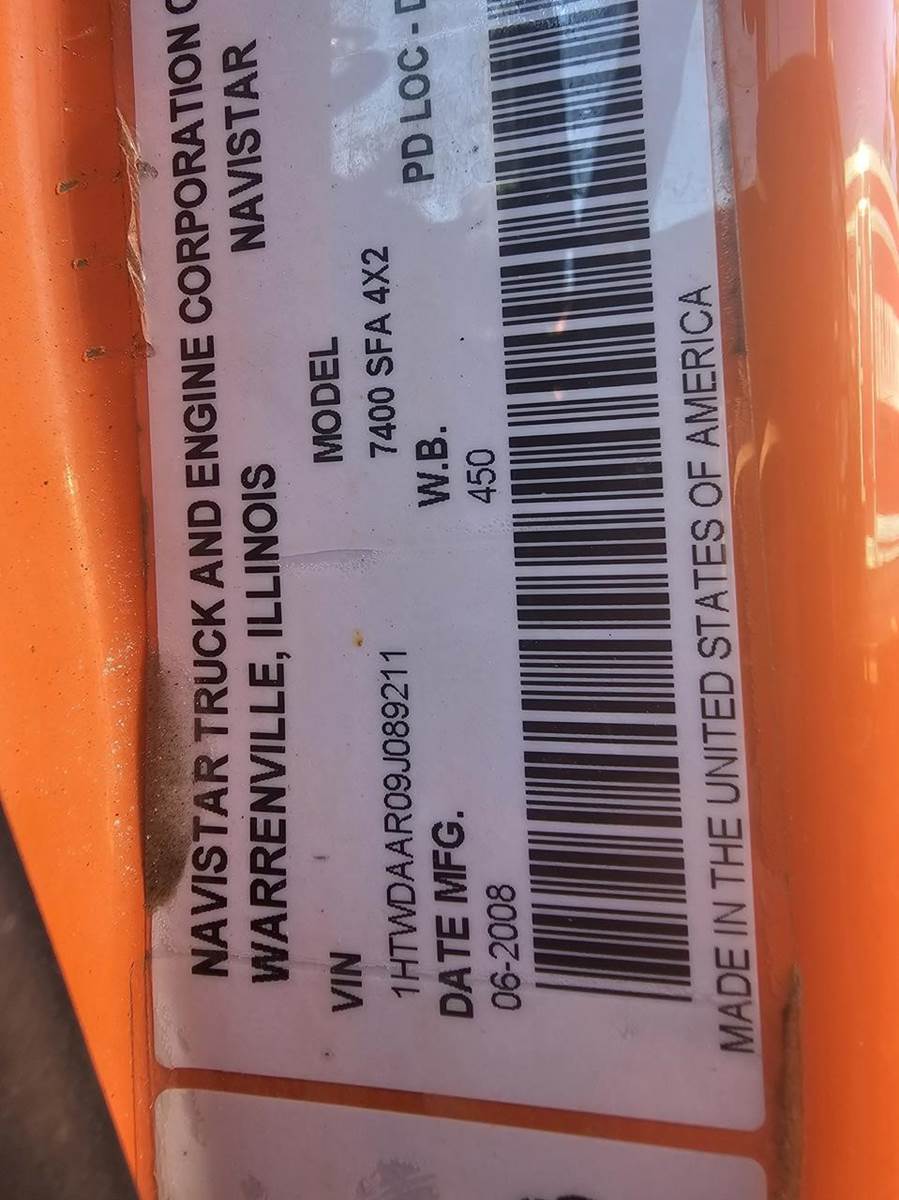 NAVISTAR TRUCK AND ENGINE CORPORATION
WARRENVILLE, ILLINOIS NAVISTAR
VIN MODEL
1HTWDAAR09J089211 7400 SFA 4X2
DATE MFG. W.B. PD LOC -
06-2008 450
MADE IN THE UNITED STATES OF AMERICA